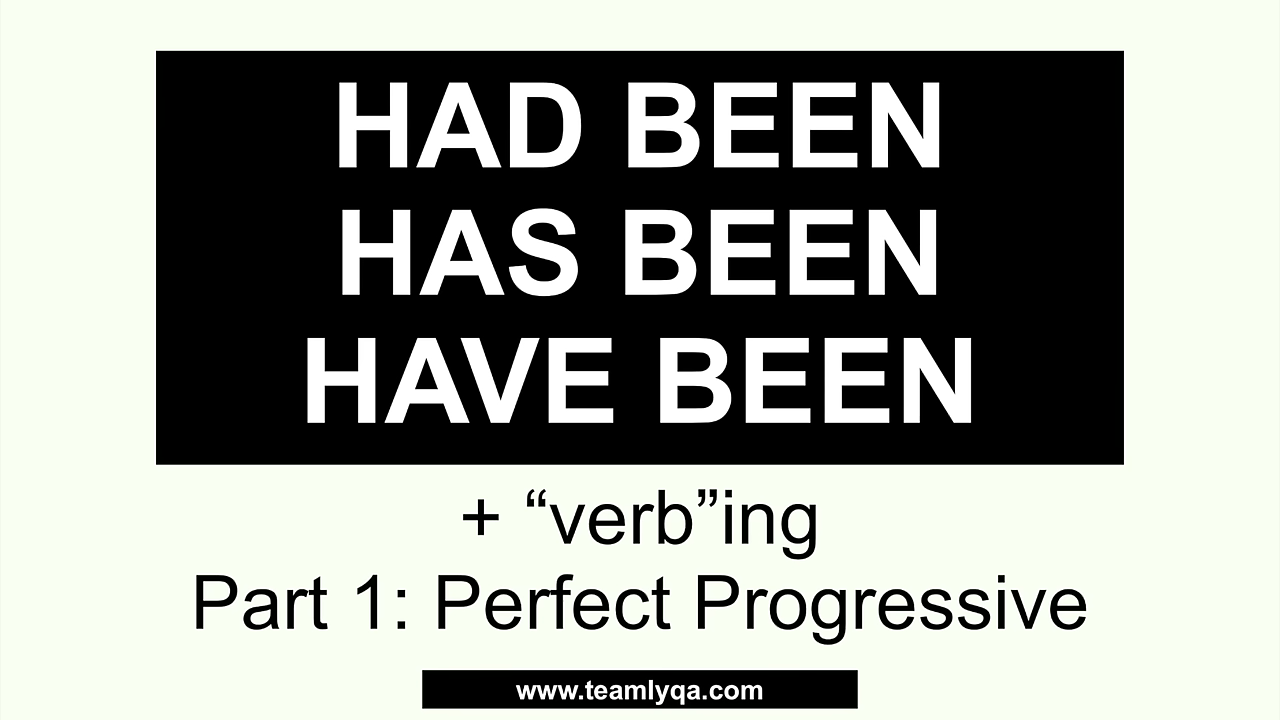 HAD BEEN
HAS BEEN
HAVE BEEN
+ “verb”ing
Part 1: Perfect Progressive
www.teamlyqa.com